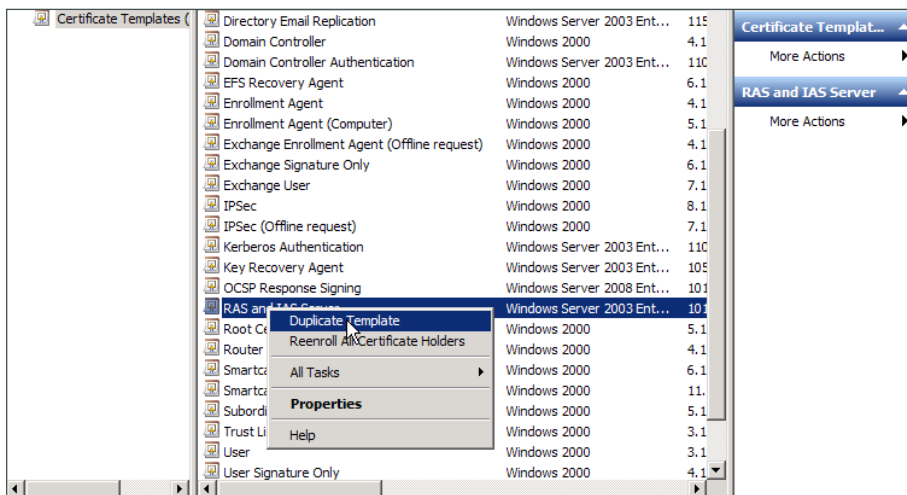 Certificate Templates (
Directory Email Replication Windows Server 2003 Ent... 115
Domain Controller Windows 2000 4.1
Domain Controller Authentication Windows Server 2003 Ent... 110
EFS Recovery Agent Windows 2000 6.1
Enrollment Agent Windows 2000 4.1
Enrollment Agent (Computer) Windows 2000 5.1
Exchange Enrollment Agent (Offline request) Windows 2000 4.1
Exchange Signature Only Windows 2000 6.1
Exchange User Windows 2000 7.1
IPSec Windows 2000 8.1
IPSec (Offline request) Windows 2000 7.1
Kerberos Authentication Windows Server 2003 Ent... 110
Key Recovery Agent Windows Server 2003 Ent... 105
OCSP Response Signing Windows Server 2008 Ent... 101
RAS and IAS Server Windows Server 2003 Ent... 101
Root Ce Windows 2000 5.1
Router Windows 2000 4.1
Smartca Windows 2000 6.1
Smartca Windows 2000 11.
Subordi Windows 2000 5.1
Trust Li Windows 2000 3.1
User Windows 2000 3.1
User Signature Only Windows 2000 4.1
Duplicate Template
Reenroll All Certificate Holders
All Tasks
Properties
Help
Certificate Templat...
More Actions
RAS and IAS Server
More Actions